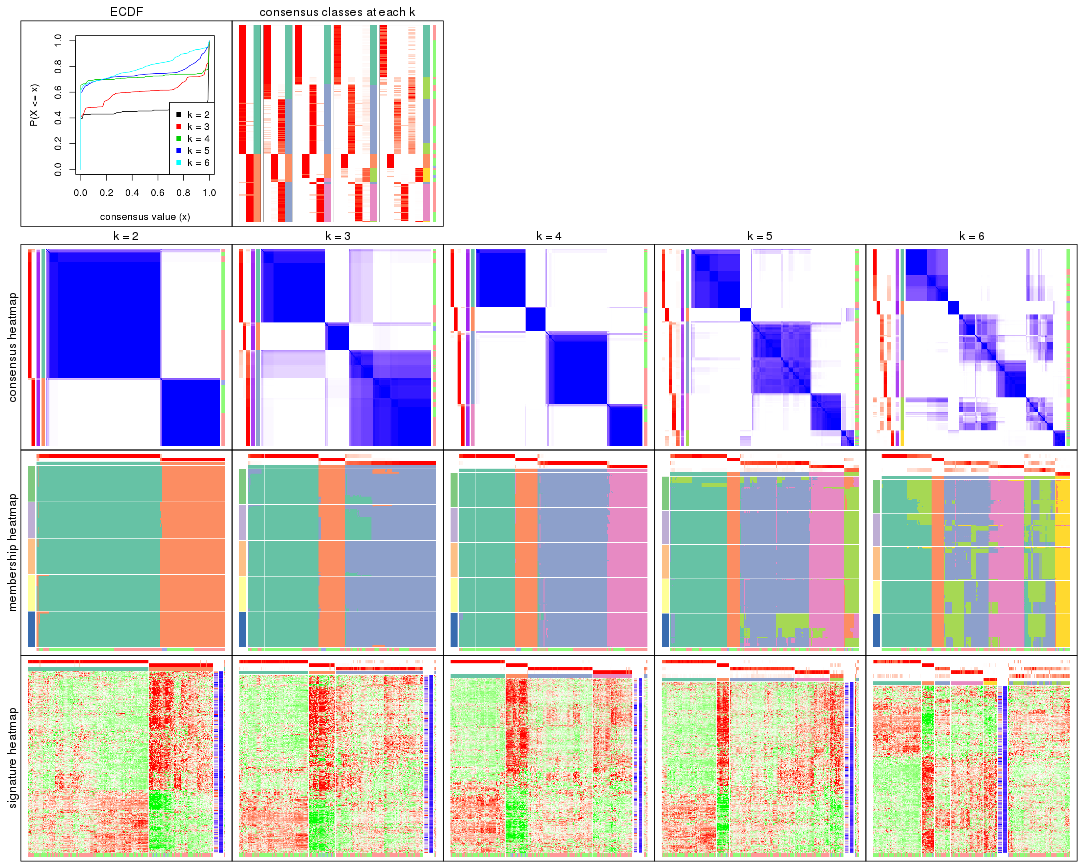 ECDF
consensus classes at each k
P(X <= x)
1.0
0.8
0.6
0.4
0.2
0.0
k = 2
k = 3
k = 4
k = 5
k = 6
0.0 0.2 0.4 0.6 0.8 1.0
consensus value (x)
k = 2
k = 3
k = 4
k = 5
k = 6
consensus heatmap
membership heatmap
signature heatmap